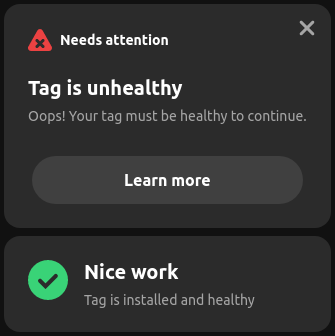 Needs attention
Tag is unhealthy
Oops! Your tag must be healthy to continue.
Learn more
Nice work
Tag is installed and healthy